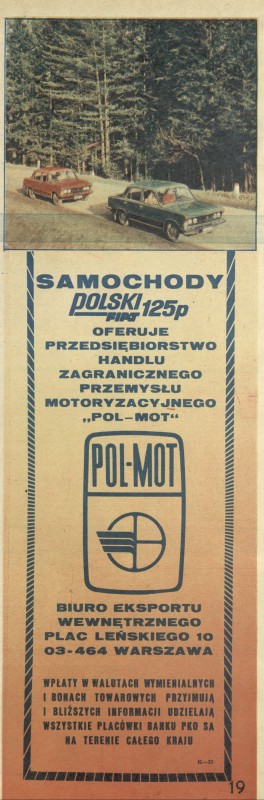 SAMOCHODY
POLSKI FIAT 125p
OFERUJE
PRZEDSIĘBIORSTWO
HANDLU
ZAGRANICZNEGO
PRZEMYSŁU
MOTORYZACYJNEGO
„POL-MOT"
POL-MOT
BIURO EKSPORTU
WEWNĘTRZNEGO
PLAC LEŃSKIEGO 10
03-464 WARSZAWA
WPŁATY W WALUTACH WYMIENIALNYCH
I BONACH TOWAROWYCH PRZYJMUJĄ
I BLIŻSZYCH INFORMACJI UDZIELAJĄ
WSZYSTKIE PLACÓWKI BANKU PKO SA
NA TERENIE CAŁEGO KRAJU
19